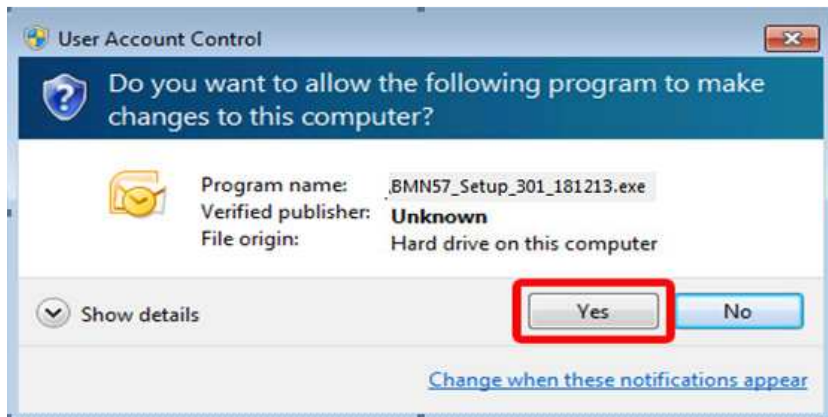 User Account Control
Do you want to allow the following program to make
changes to this computer?
Program name: BMN57_Setup_301_181213.exe
Verified publisher: Unknown
File origin: Hard drive on this computer
Show details
Yes
No
Change when these notifications appear